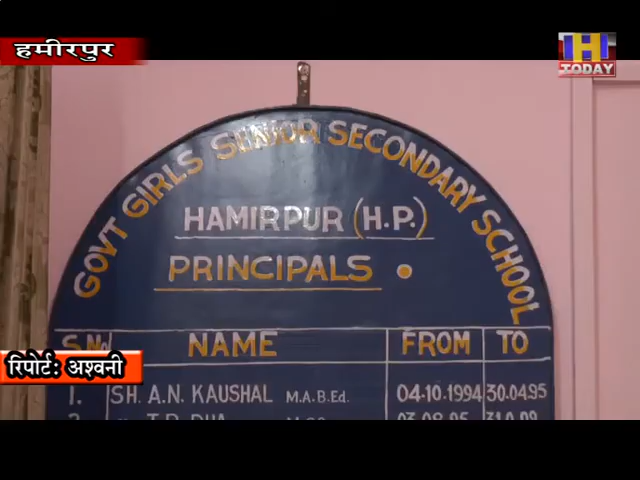 हमीरपुर
H
TODAY
GOVT GIRLS SENIOR SECONDARY SCHOOL
HAMIRPUR (H.P.)
PRINCIPALS
S.No NAME FROM TO
रिपोर्ट: अश्वनी
1. SH. A.N. KAUSHAL M.A.B.Ed. 04.10.1994 30.04.95